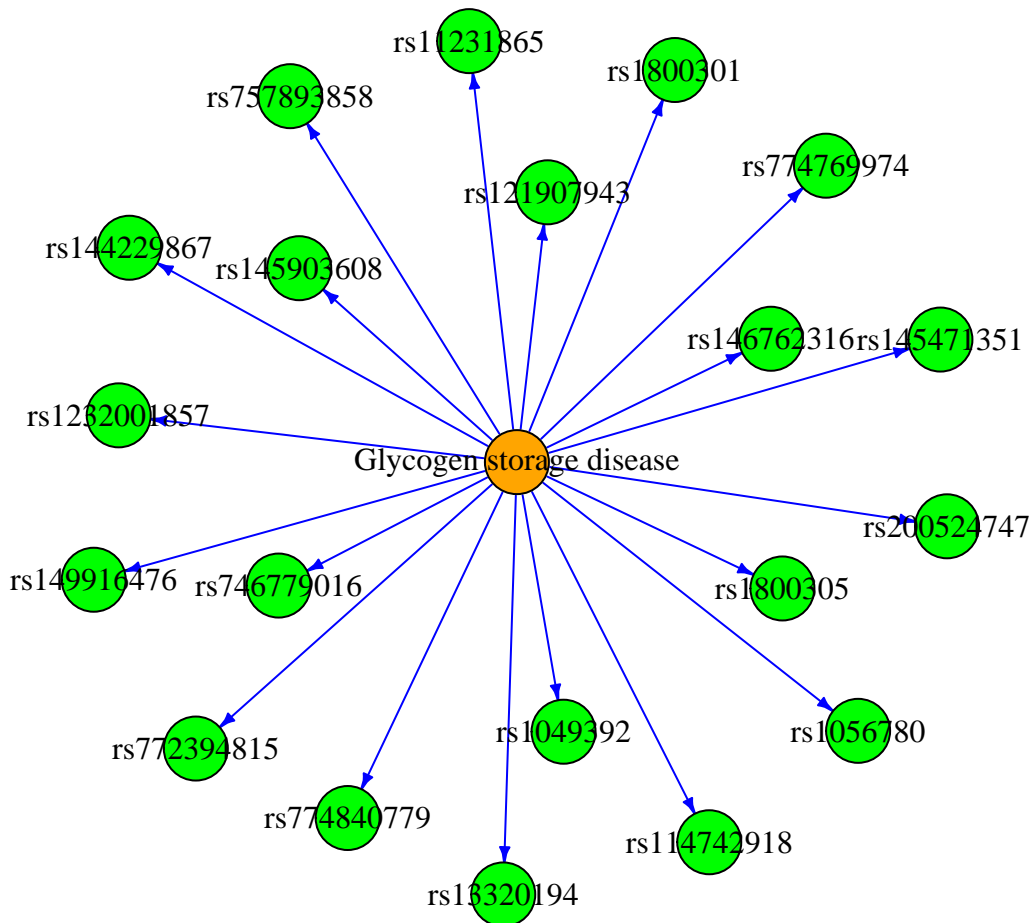 rs11231865
rs1800301
rs757893858
rs774769974
rs121907943
rs144229867
rs145903608
rs146762316
rs145471351
rs1232001857
Glycogen storage disease
rs200524747
rs149916476
rs746779016
rs1800305
rs772394815
rs1049392
rs1056780
rs774840779
rs114742918
rs13320194